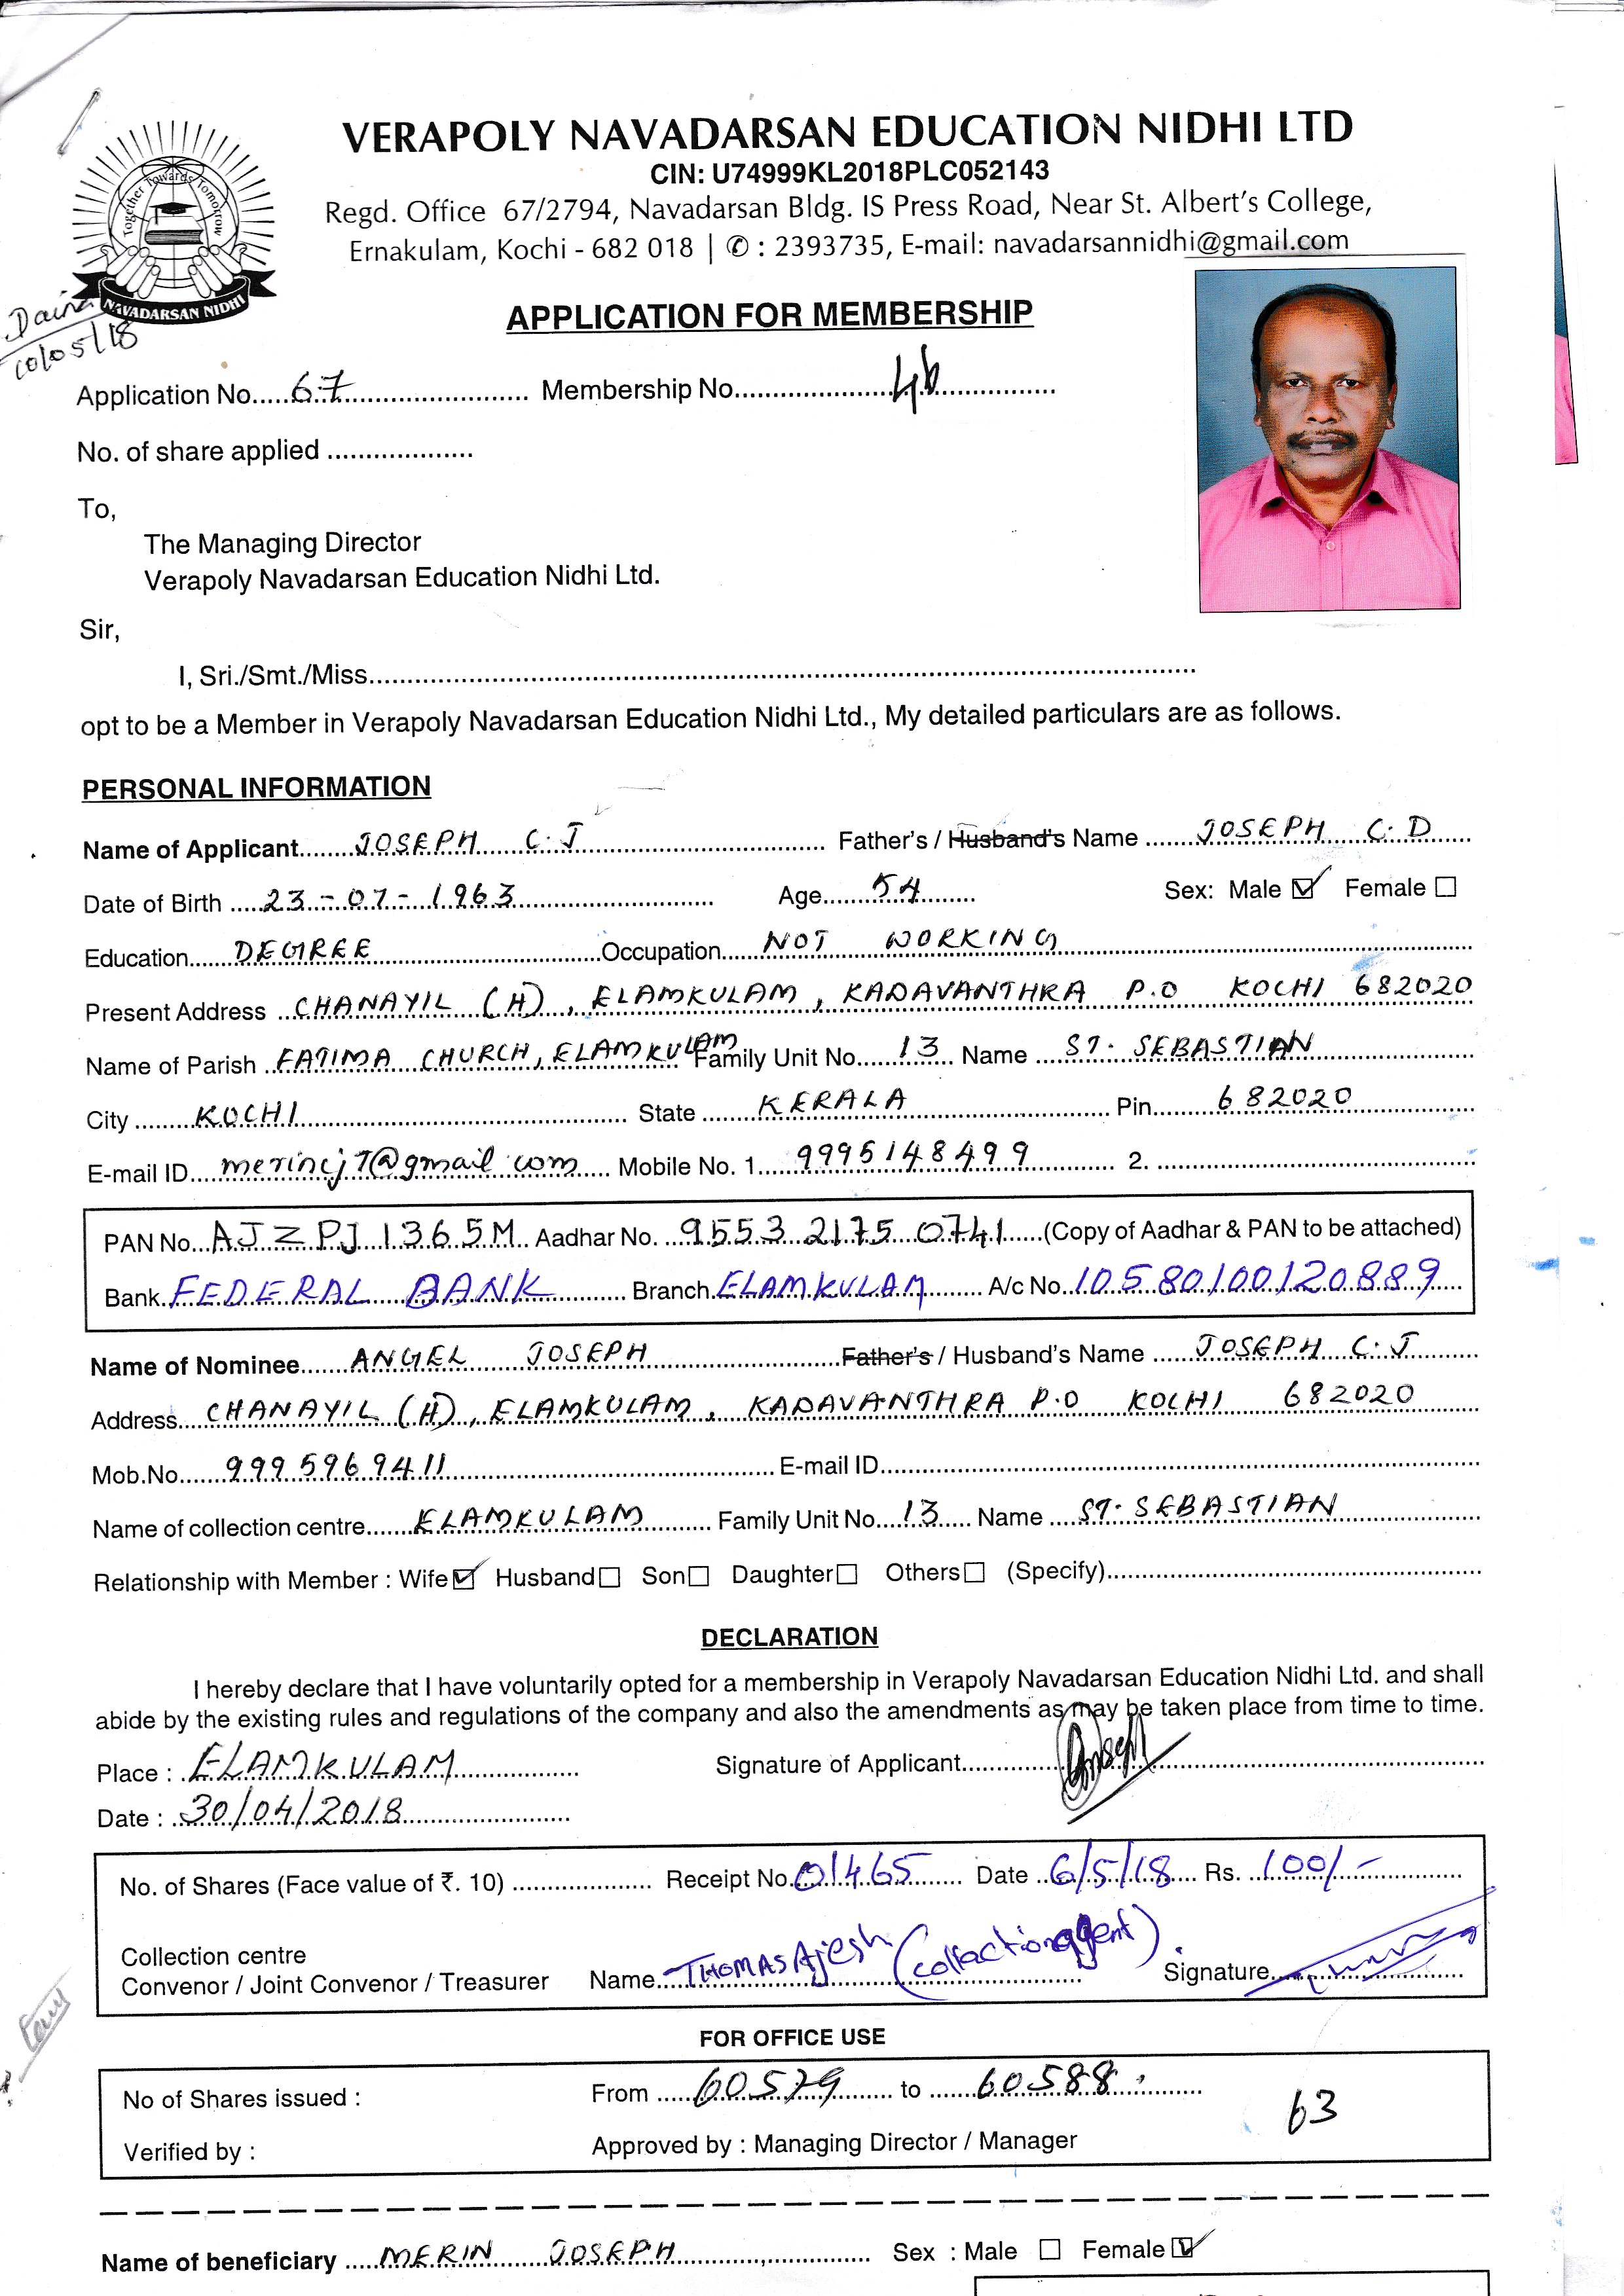 VERAPOLY NAVADARSAN EDUCATION NIDHI LTD
CIN: U74999KL2018PLC052143
Regd. Office 67/2794, Navadarsan Bldg. IS Press Road, Near St. Albert's College,
Ernakulam, Kochi - 682 018 | ✆ : 2393735, E-mail: navadarsannidhi@gmail.com
Together Towards Tomorrow
NAVADARSAN NIDHI
APPLICATION FOR MEMBERSHIP
Application No.....67.......... Membership No..........46..........
No. of share applied ...................
To,
The Managing Director
Verapoly Navadarsan Education Nidhi Ltd.
Sir,
I, Sri./Smt./Miss..............................
opt to be a Member in Verapoly Navadarsan Education Nidhi Ltd., My detailed particulars are as follows.
PERSONAL INFORMATION
Name of Applicant.......JOSEPH C.J.......... Father's / Husband's Name .......JOSEPH C.D.....
Date of Birth .....23-07-1963.......... Age.......54....... Sex: Male ☑ Female ☐
Education......DEGREE..........Occupation......NOT WORKING..........
Present Address ..CHANAYIL (H), ELAMKULAM, KADAVANTHRA P.O KOCHI 682020
Name of Parish ..FATIMA CHURCH, ELAMKULAM Family Unit No......13... Name ....ST. SEBASTIAN..........
City ........KOCHI.......... State .......KERALA.......... Pin........682020..........
E-mail ID....merincj7@gmail.com.... Mobile No. 1.....9995148499.......... 2. ..........
PAN No...AJZPJ1365M.. Aadhar No. ..9553 2175 0741.....(Copy of Aadhar & PAN to be attached)
Bank.FEDERAL BANK.......... Branch.ELAMKULAM........ A/c No..10580100120889...
Name of Nominee......ANGEL JOSEPH..........Father's / Husband's Name .....JOSEPH C.J........
Address...CHANAYIL (H), ELAMKULAM, KADAVANTHRA P.O KOCHI 682020
Mob.No......9995969411.......... E-mail ID..........
Name of collection centre......ELAMKULAM........ Family Unit No....13..... Name ....ST. SEBASTIAN..........
Relationship with Member : Wife☑ Husband☐ Son☐ Daughter☐ Others☐ (Specify)..........
DECLARATION
I hereby declare that I have voluntarily opted for a membership in Verapoly Navadarsan Education Nidhi Ltd. and shall
abide by the existing rules and regulations of the company and also the amendments as may be taken place from time to time.
Place : .ELAMKULAM.......... Signature of Applicant..........
Date : ..30/04/2018..........
No. of Shares (Face value of ₹. 10) .................... Receipt No.01465....... Date ..6/5/18.... Rs. ..100/-..........
Collection centre
Convenor / Joint Convenor / Treasurer Name...THOMAS Ajesh (collection agent) Signature..........
FOR OFFICE USE
No of Shares issued : From .....60579....... to .......60588..........
63
Verified by : Approved by : Managing Director / Manager
Name of beneficiary .....MERIN JOSEPH.......... Sex : Male ☐ Female ☑